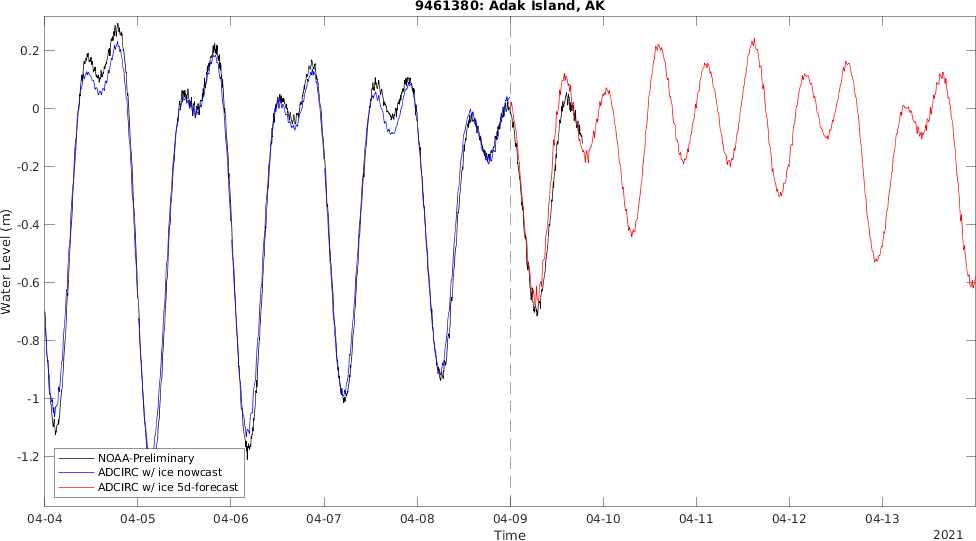 9461380: Adak Island, AK
Water Level (m)
0.2
0
-0.2
-0.4
-0.6
-0.8
-1
-1.2
NOAA-Preliminary
ADCIRC w/ ice nowcast
ADCIRC w/ ice 5d-forecast
04-04 04-05 04-06 04-07 04-08 04-09 04-10 04-11 04-12 04-13
Time
2021